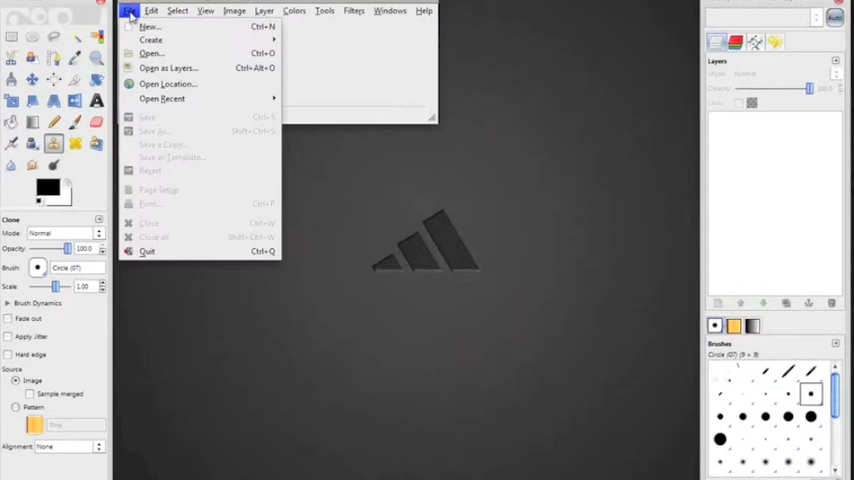 File Edit Select View Image Layer Colors Tools Filters Windows Help
New... Ctrl+N
Create
Open... Ctrl+O
Open as Layers... Ctrl+Alt+O
Open Location...
Open Recent
Save Ctrl+S
Save As... Shift+Ctrl+S
Save a Copy...
Save as Template...
Revert
Page Setup
Print... Ctrl+P
Close Ctrl+W
Close all Shift+Ctrl+W
Quit Ctrl+Q
Clone
Mode: Normal
Opacity: 100.0
Brush: Circle (07)
Scale: 1.00
Brush Dynamics
Fade out
Apply Jitter
Hard edge
Source
Image
Sample merged
Pattern
Pine
Alignment: None
Auto
Layers
Mode: Normal
Opacity: 100.0
Lock:
Brushes
Circle (07) (9 × 9)